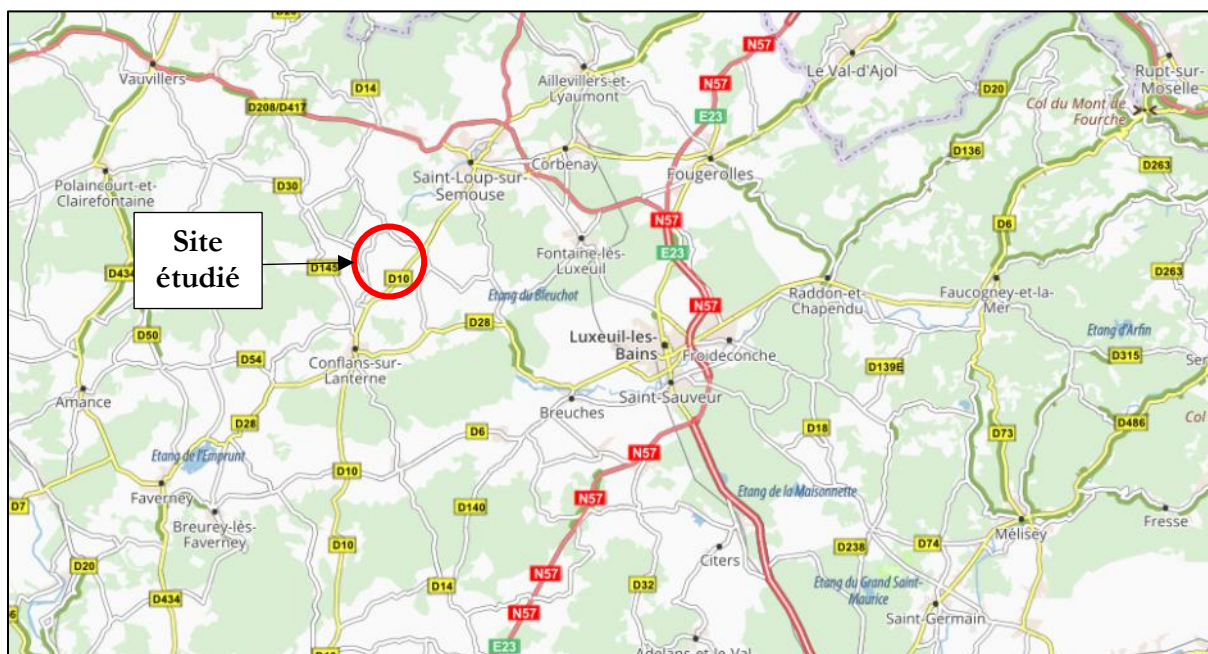 N57
Vauvillers
D14
Aillevillers-et-
Lyaumont
N57
Le Val-d'Ajol
D20
Rupt-sur-
Moselle
Col du Mont de
Fourche
D208/D417
E23
D136
D263
Polaincourt-et-
Clairefontaine
D30
Saint-Loup-sur-
Semouse
Corbenay
Fougerolles
Site
étudié
D434
D145
D10
Fontaine-lès-
Luxeuil
N57
E23
D6
D263
Raddon-et-
Chapendu
Faucogney-et-la-
Mer
Etang du Bleuchot
N57
D50
D28
Luxeuil-les-
Bains
Froideconche
Etang d'Arfin
D315
D54
Conflans-sur-
Lanterne
D139E
Amance
Saint-Sauveur
Breuches
Col
D28
D6
D18
D73
D486
Etang de l'Emprunt
N57
D10
Faverney
N57
Etang de la Maisonnette
D7
Breurey-lès-
Faverney
D140
Fresse
Mélisey
D10
D238
D74
Citers
D20
N57
D14
D32
Etang du Grand Saint-
Maurice
D434
N57
Saint-Germain
E23